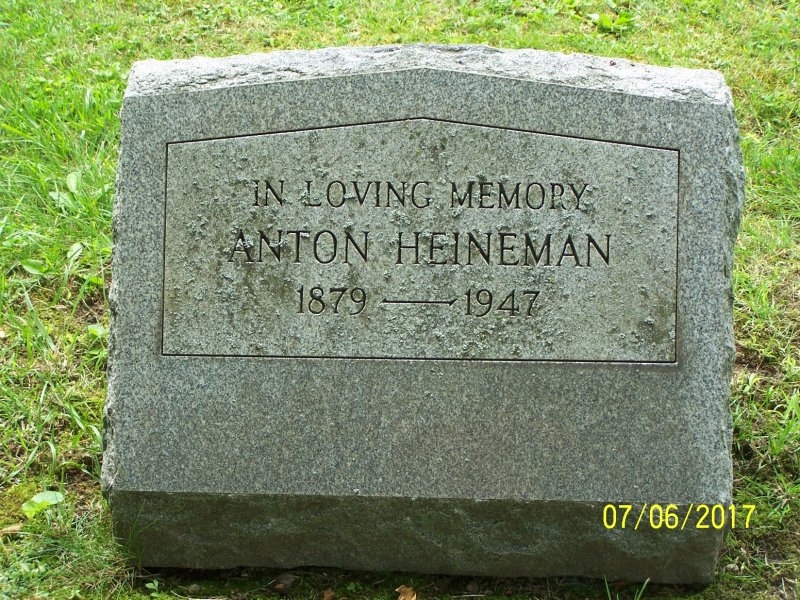 IN LOVING MEMORY
ANTON HEINEMAN
1879 — 1947
07/06/2017